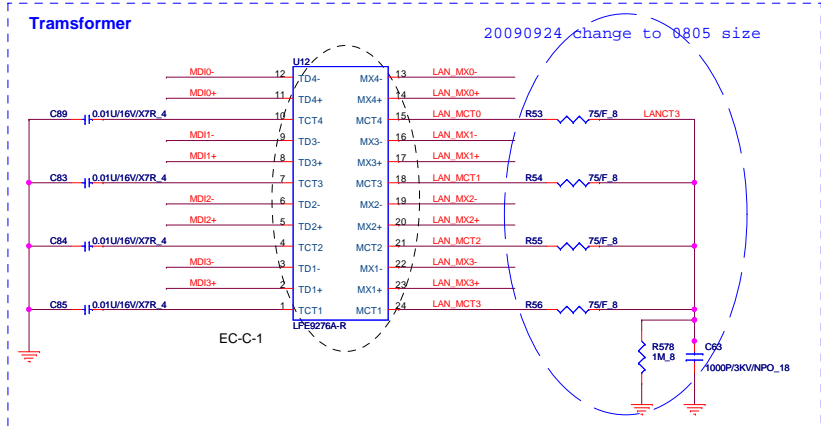 Tramsformer
20090924 change to 0805 size
U12
MDI0- 12 TD4- MX4- 13 LAN_MX0-
MDI0+ 11 TD4+ MX4+ 14 LAN_MX0+
C89 0.01U/16V/X7R_4 10 TCT4 MCT4 15 LAN_MCT0 R53 75/F_8 LANCT3
MDI1- 9 TD3- MX3- 16 LAN_MX1-
MDI1+ 8 TD3+ MX3+ 17 LAN_MX1+
C83 0.01U/16V/X7R_4 7 TCT3 MCT3 18 LAN_MCT1 R54 75/F_8
MDI2- 6 TD2- MX2- 19 LAN_MX2-
MDI2+ 5 TD2+ MX2+ 20 LAN_MX2+
C84 0.01U/16V/X7R_4 4 TCT2 MCT2 21 LAN_MCT2 R55 75/F_8
MDI3- 3 TD1- MX1- 22 LAN_MX3-
MDI3+ 2 TD1+ MX1+ 23 LAN_MX3+
C85 0.01U/16V/X7R_4 1 TCT1 MCT1 24 LAN_MCT3 R56 75/F_8
LFE9276A-R
EC-C-1
R578 C63
1M_8
1000P/3KV/NPO_18